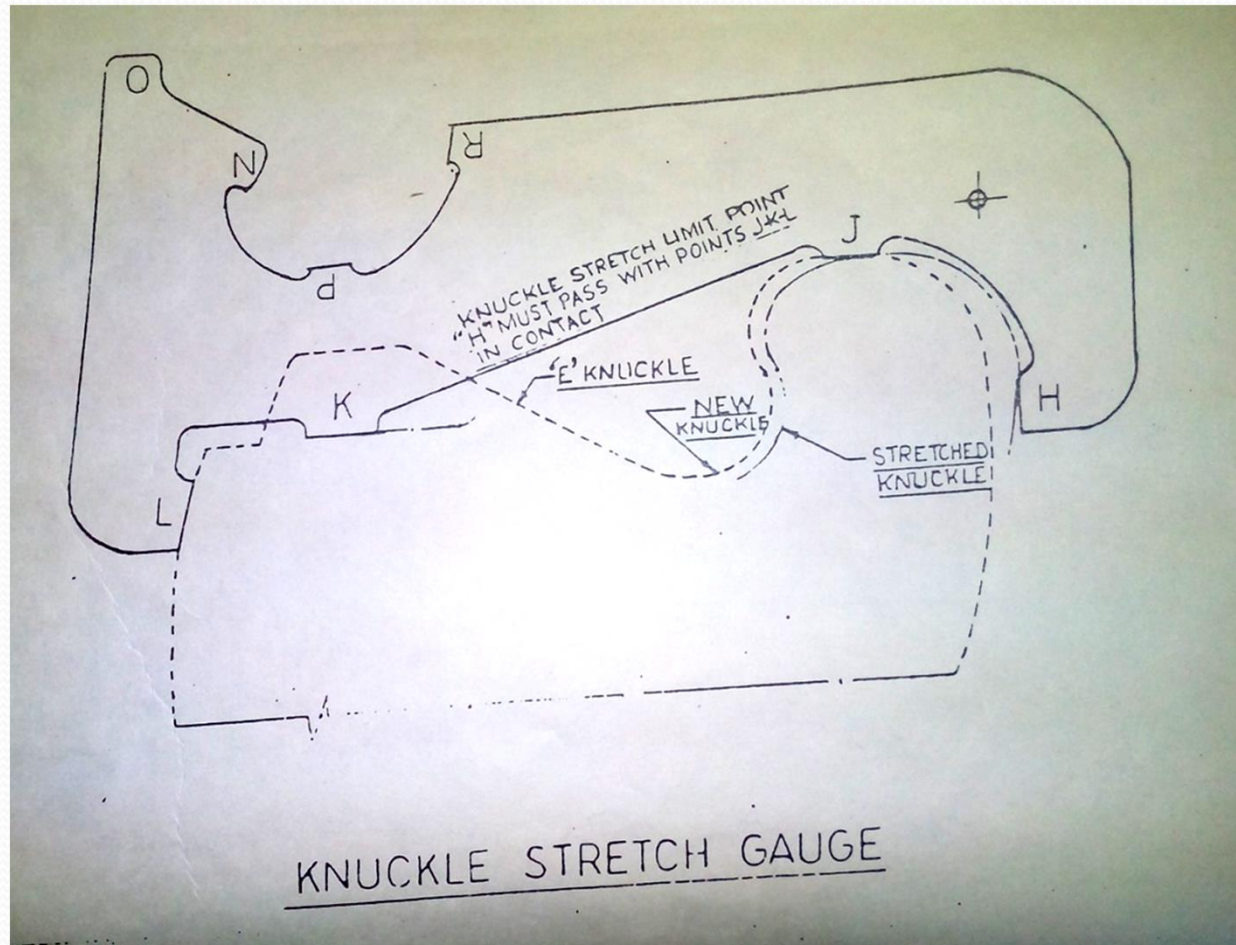 O
N
R
P
"KNUCKLE STRETCH LIMIT POINT
"H" MUST PASS WITH POINTS J-K-L
IN CONTACT
J
K
'E' KNUCKLE
NEW
KNUCKLE
H
STRETCHED
KNUCKLE
L
KNUCKLE STRETCH GAUGE